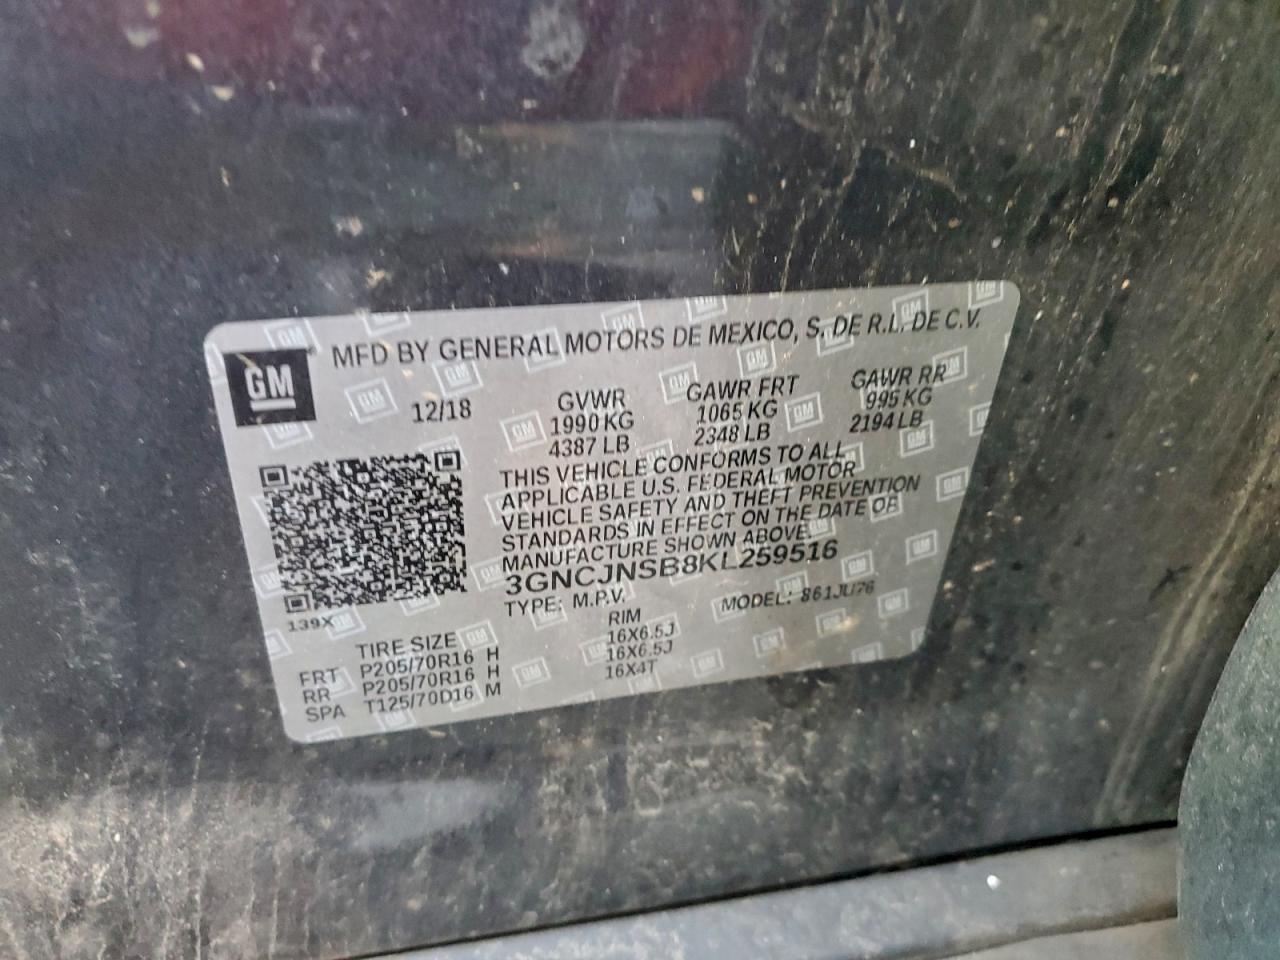 GM
MFD BY GENERAL MOTORS DE MEXICO, S. DE R.L. DE C.V.
12/18 GVWR GAWR FRT GAWR RR
1990 KG 1065 KG 995 KG
4387 LB 2348 LB 2194 LB
THIS VEHICLE CONFORMS TO ALL
APPLICABLE U.S. FEDERAL MOTOR
VEHICLE SAFETY AND THEFT PREVENTION
STANDARDS IN EFFECT ON THE DATE OF
MANUFACTURE SHOWN ABOVE.
3GNCJNSB8KL259516
TYPE: M.P.V. MODEL: 861JU76
139X
TIRE SIZE RIM
FRT P205/70R16 H 16X6.5J
RR P205/70R16 H 16X6.5J
SPA T125/70D16 M 16X4T